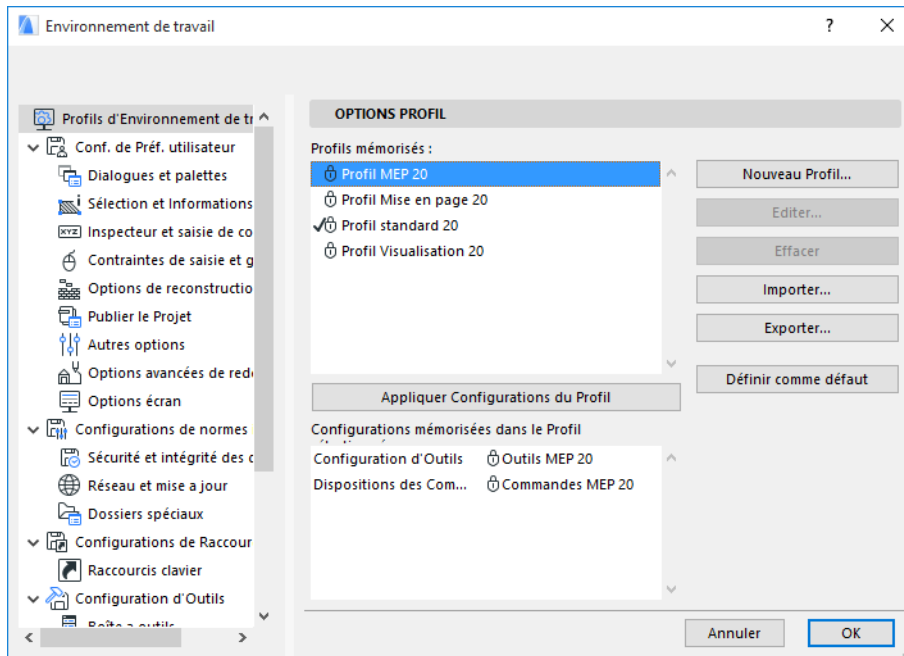 Environnement de travail
?
Profils d'Environnement de tr
Conf. de Préf. utilisateur
Dialogues et palettes
Sélection et Informations
XYZ Inspecteur et saisie de co
Contraintes de saisie et g
Options de reconstructio
Publier le Projet
Autres options
Options avancées de rede
Options écran
Configurations de normes
Sécurité et intégrité des d
Réseau et mise a jour
Dossiers spéciaux
Configurations de Raccour
Raccourcis clavier
Configuration d'Outils
Boîte a outils
OPTIONS PROFIL
Profils mémorisés :
Profil MEP 20
Profil Mise en page 20
Profil standard 20
Profil Visualisation 20
Nouveau Profil...
Editer...
Effacer
Importer...
Exporter...
Définir comme défaut
Appliquer Configurations du Profil
Configurations mémorisées dans le Profil
Configuration d'Outils Outils MEP 20
Dispositions des Com... Commandes MEP 20
Annuler
OK